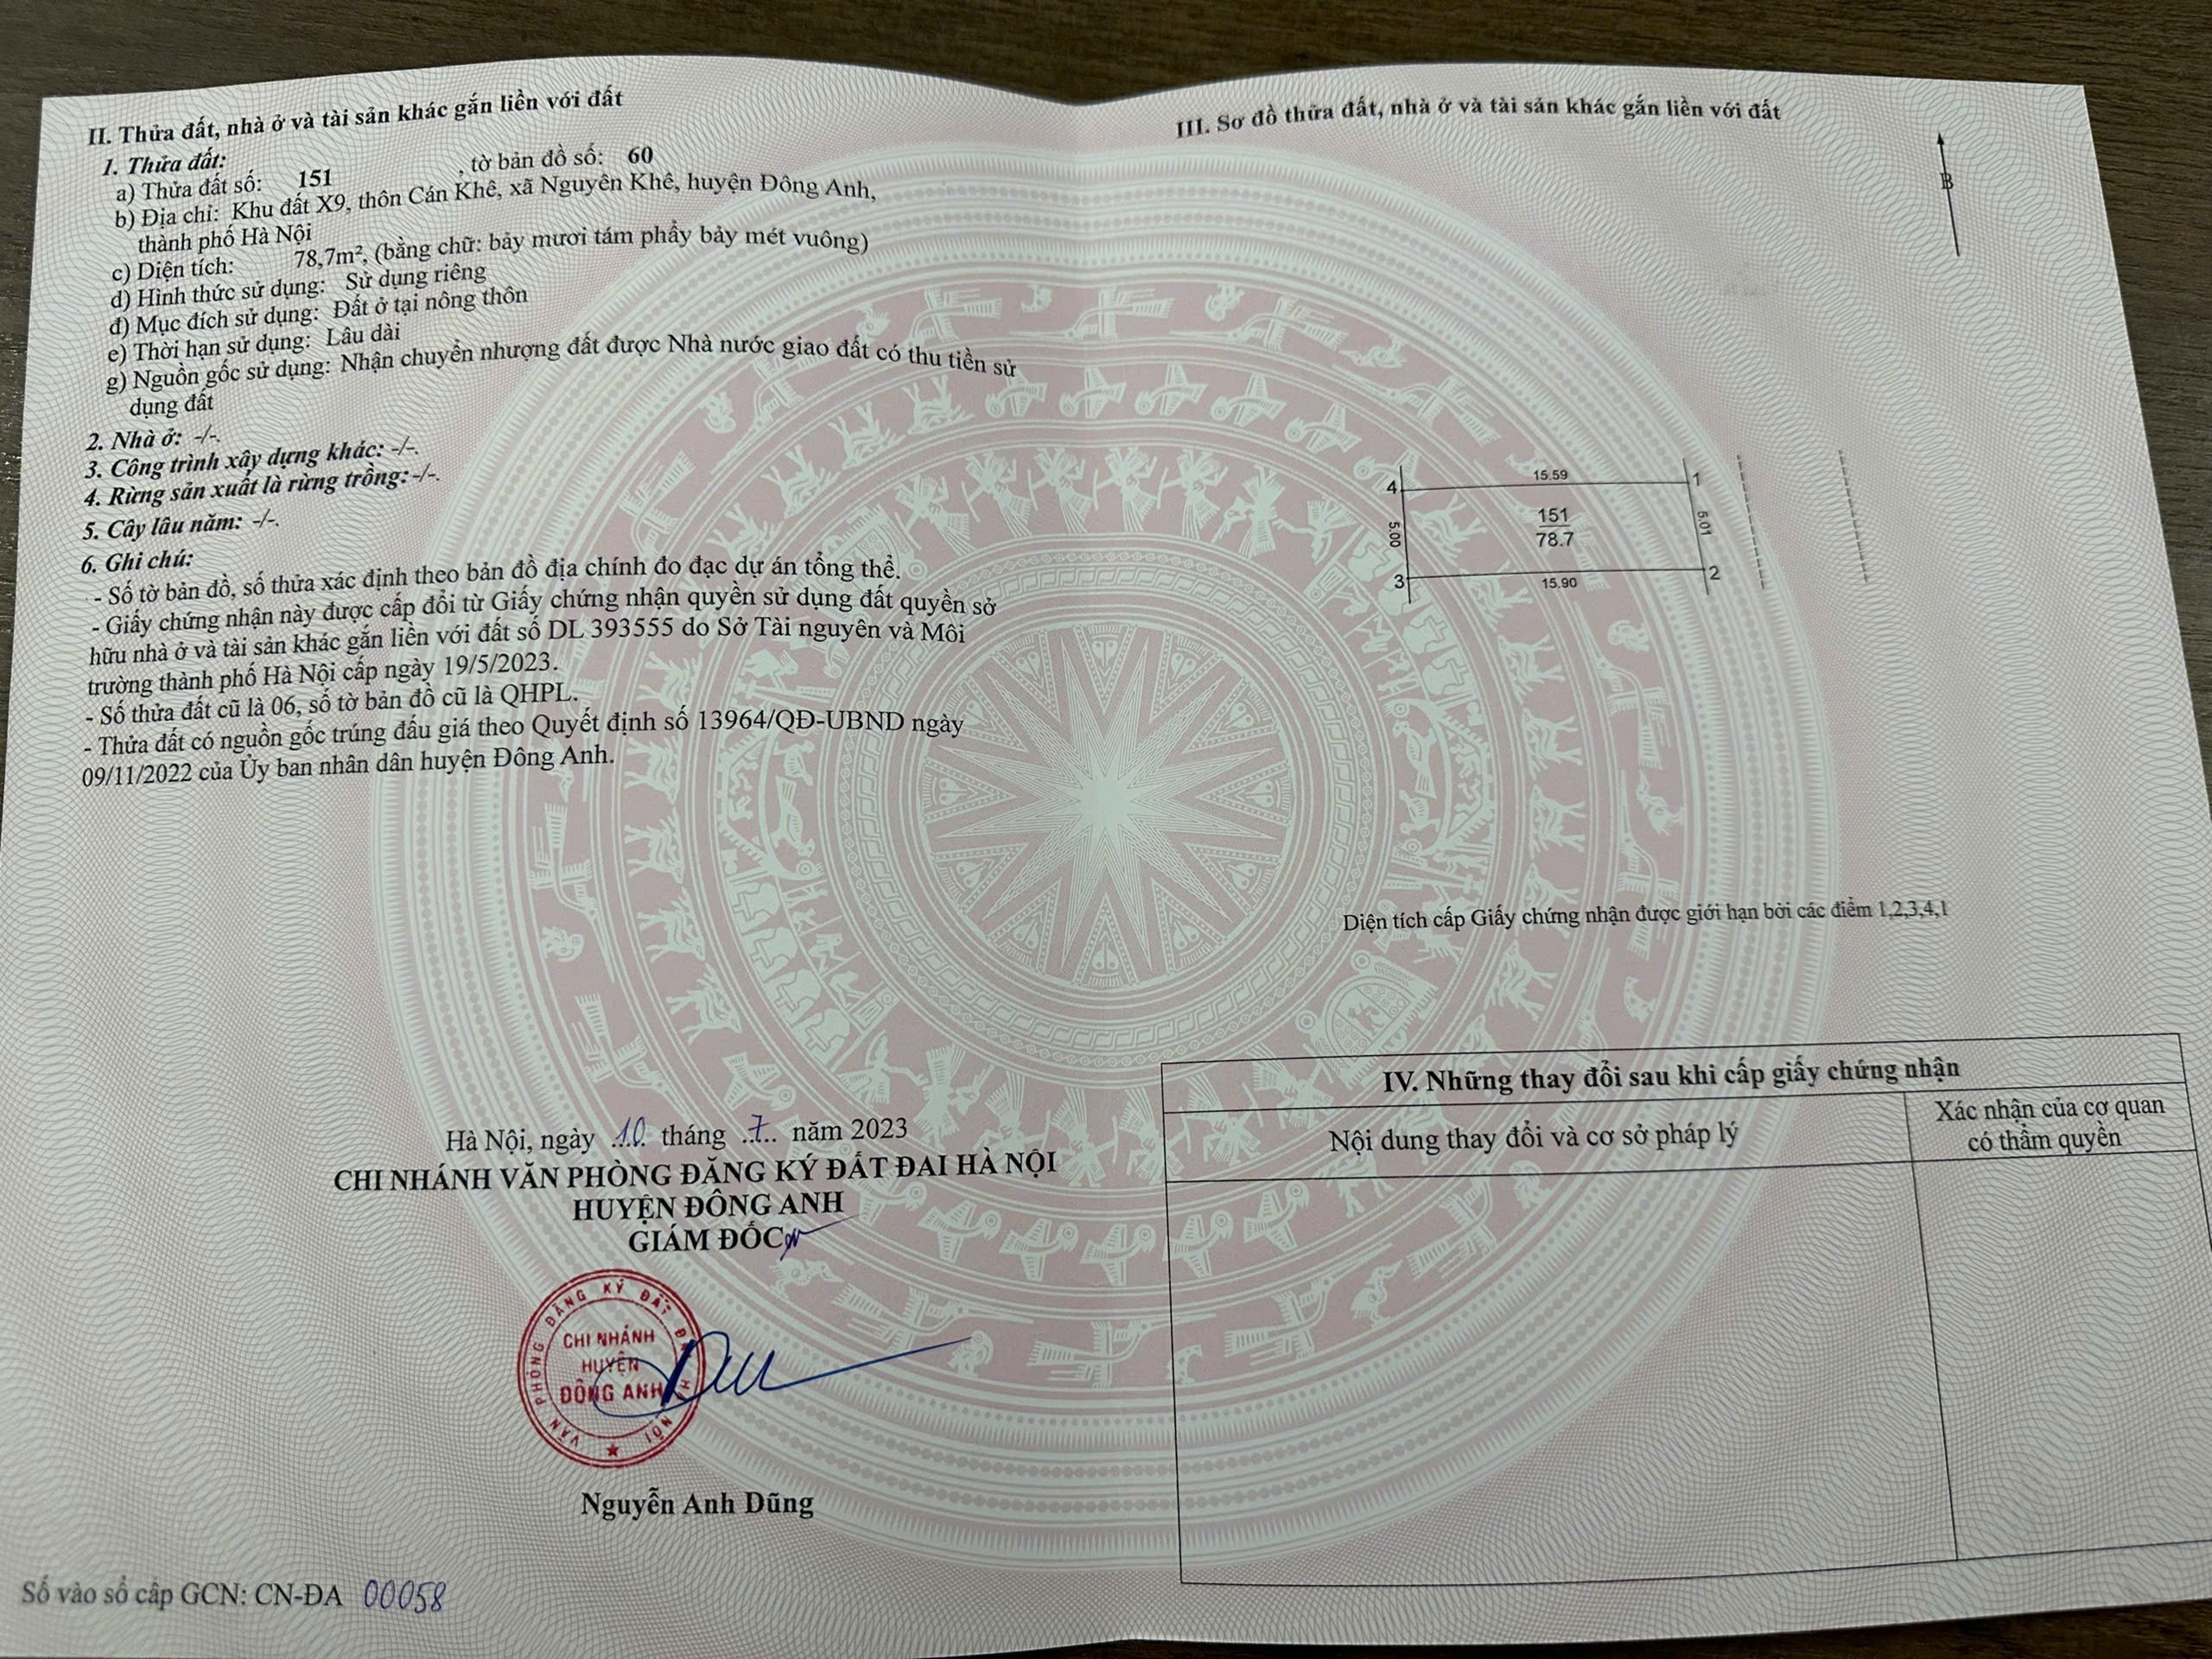 II. Thửa đất, nhà ở và tài sản khác gắn liền với đất
1. Thửa đất:
a) Thửa đất số: 151 , tờ bản đồ số: 60
b) Địa chỉ: Khu đất X9, thôn Cán Khê, xã Nguyên Khê, huyện Đông Anh,
thành phố Hà Nội
c) Diện tích: 78,7m², (bằng chữ: bảy mươi tám phẩy bảy mét vuông)
d) Hình thức sử dụng: Sử dụng riêng
đ) Mục đích sử dụng: Đất ở tại nông thôn
e) Thời hạn sử dụng: Lâu dài
g) Nguồn gốc sử dụng: Nhận chuyển nhượng đất được Nhà nước giao đất có thu tiền sử
dụng đất
2. Nhà ở: -/-.
3. Công trình xây dựng khác: -/-.
4. Rừng sản xuất là rừng trồng: -/-.
5. Cây lâu năm: -/-.
6. Ghi chú:
- Số tờ bản đồ, số thửa xác định theo bản đồ địa chính đo đạc dự án tổng thể.
- Giấy chứng nhận này được cấp đổi từ Giấy chứng nhận quyền sử dụng đất quyền sở
hữu nhà ở và tài sản khác gắn liền với đất số DL 393555 do Sở Tài nguyên và Môi
trường thành phố Hà Nội cấp ngày 19/5/2023.
- Số thửa đất cũ là 06, số tờ bản đồ cũ là QHPL.
- Thửa đất có nguồn gốc trúng đấu giá theo Quyết định số 13964/QĐ-UBND ngày
09/11/2022 của Ủy ban nhân dân huyện Đông Anh.
Hà Nội, ngày 10 tháng 7 năm 2023
CHI NHÁNH VĂN PHÒNG ĐĂNG KÝ ĐẤT ĐAI HÀ NỘI
HUYỆN ĐÔNG ANH
GIÁM ĐỐC
VĂN PHÒNG ĐĂNG KÝ ĐẤT NỘI
CHI NHÁNH
HUYỆN
ĐÔNG ANH
Nguyễn Anh Dũng
Số vào sổ cấp GCN: CN-ĐA 00058
III. Sơ đồ thửa đất, nhà ở và tài sản khác gắn liền với đất
B
4
15.59
1
5.00
151
78.7
5.01
3
15.90
2
Diện tích cấp Giấy chứng nhận được giới hạn bởi các điểm 1,2,3,4,1
IV. Những thay đổi sau khi cấp giấy chứng nhận
Nội dung thay đổi và cơ sở pháp lý
Xác nhận của cơ quan
có thẩm quyền